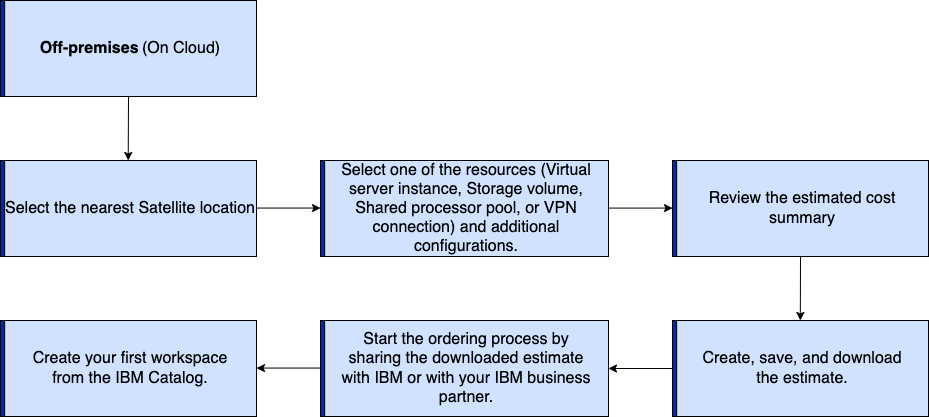 Off-premises (On Cloud)
Select the nearest Satellite location
Select one of the resources (Virtual
server instance, Storage volume,
Shared processor pool, or VPN
connection) and additional
configurations.
Review the estimated cost
summary
Create, save, and download
the estimate.
Start the ordering process by
sharing the downloaded estimate
with IBM or with your IBM business
partner.
Create your first workspace
from the IBM Catalog.